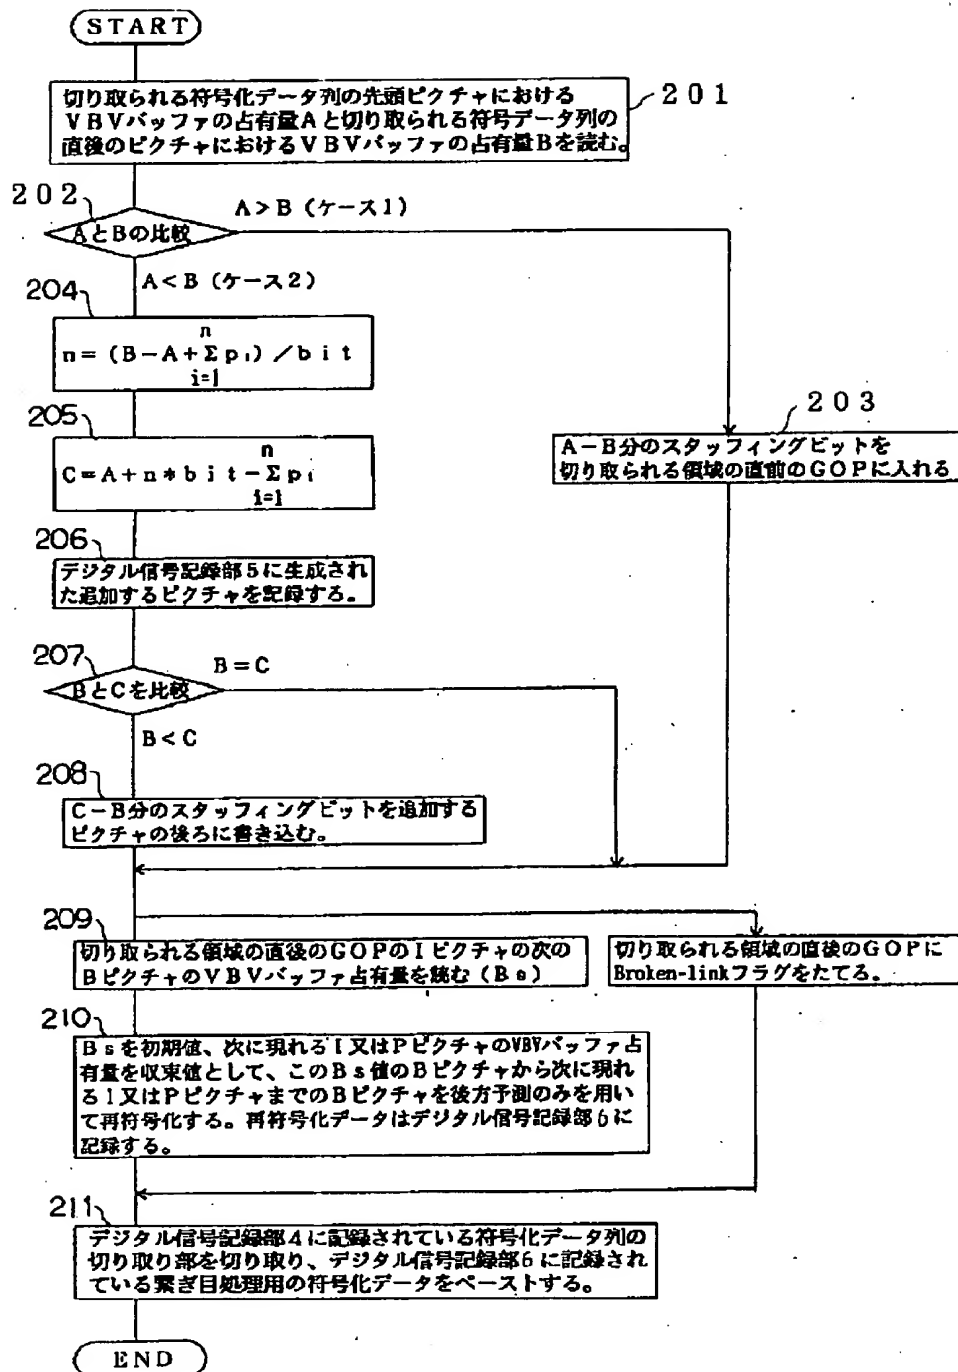 START
切り取られる符号化データ列の先頭ピクチャにおける
VBVバッファの占有量Aと切り取られる符号データ列の
直後のピクチャにおけるVBVバッファの占有量Bを読む。
201
202
AとBの比較
A>B(ケース1)
A<B(ケース2)
204
n
n=(B-A+Σpi)/bit
i=1
205
n
C=A+n*bit-Σpi
i=1
203
A-B分のスタッフィングビットを
切り取られる領域の直前のGOPに入れる
206
デジタル信号記録部5に生成され
た追加するピクチャを記録する。
207
BとCを比較
B=C
B<C
208
C-B分のスタッフィングビットを追加する
ピクチャの後ろに書き込む。
209
切り取られる領域の直後のGOPのIピクチャの次の
BピクチャのVBVバッファ占有量を読む(Bs)
切り取られる領域の直後のGOPに
Broken-linkフラグをたてる。
210
Bsを初期値、次に現れるI又はPピクチャのVBVバッファ占
有量を収束値として、このBs値のBピクチャから次に現れ
るI又はPピクチャまでのBピクチャを後方予測のみを用い
て再符号化する。再符号化データはデジタル信号記録部6に
記録する。
211
デジタル信号記録部4に記録されている符号化データ列の
切り取り部を切り取り、デジタル信号記録部6に記録され
ている繋ぎ目処理用の符号化データをペーストする。
END